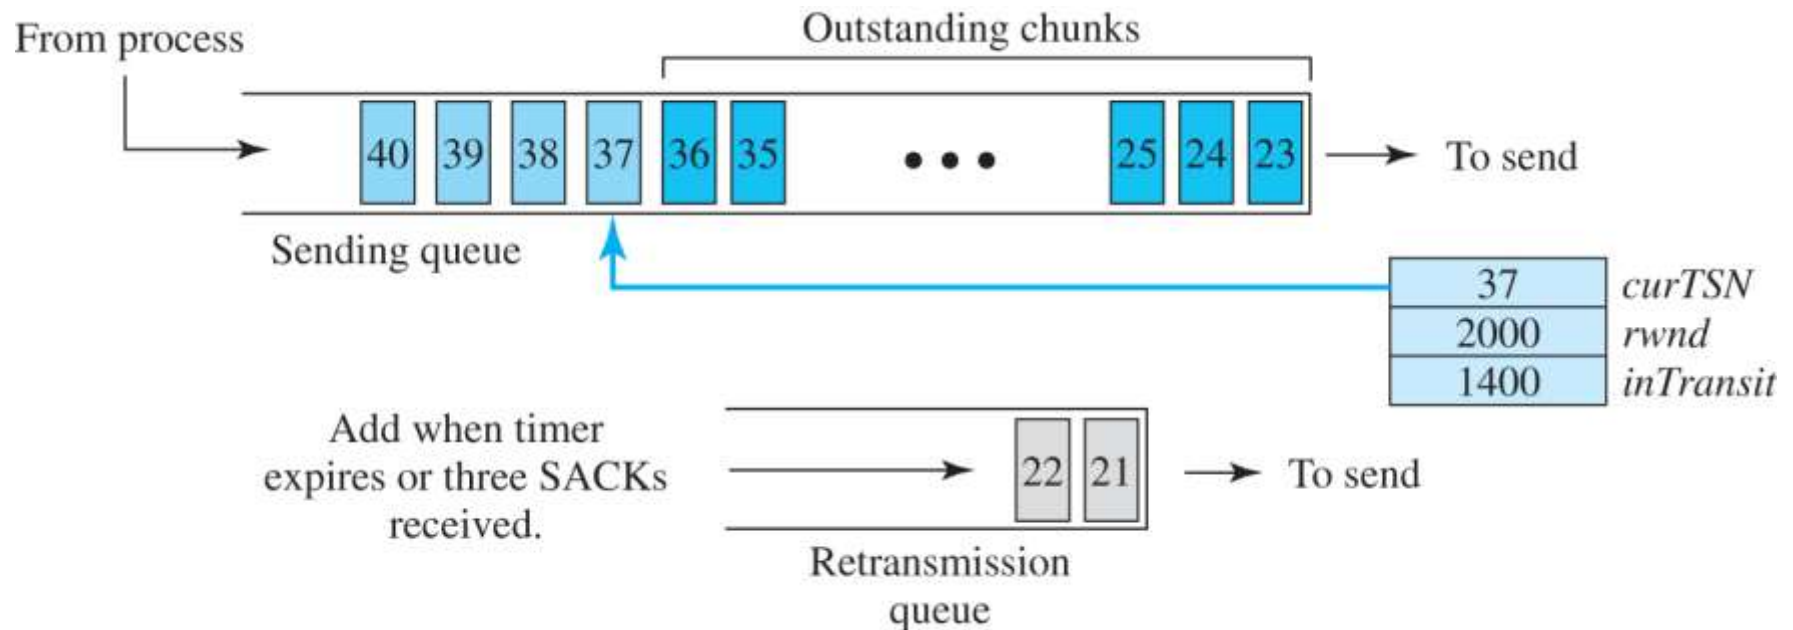 Outstanding chunks
From process
40 39 38 37 36 35 ••• 25 24 23
To send
Sending queue
37 curTSN
2000 rwnd
1400 inTransit
Add when timer
expires or three SACKs
received.
22 21
To send
Retransmission
queue